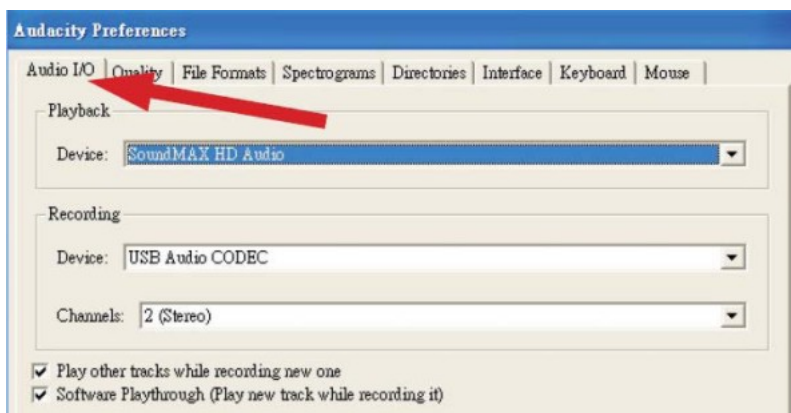 Audacity Preferences
Audio I/O Quality File Formats Spectrograms Directories Interface Keyboard Mouse
Playback
Device: SoundMAX HD Audio
Recording
Device: USB Audio CODEC
Channels: 2 (Stereo)
Play other tracks while recording new one
Software Playthrough (Play new track while recording it)